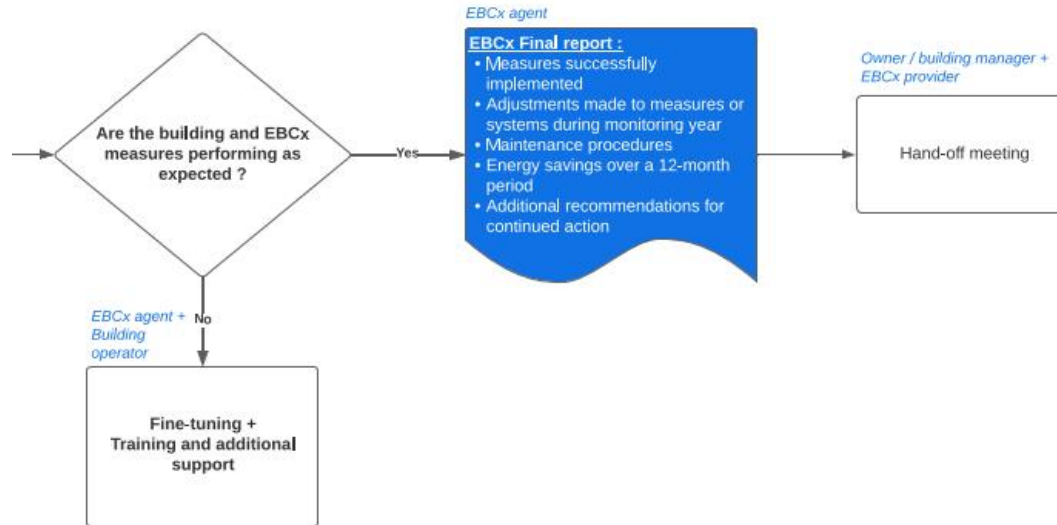 EBCx agent
EBCx Final report :
• Measures successfully
implemented
• Adjustments made to measures or
systems during monitoring year
• Maintenance procedures
• Energy savings over a 12-month
period
• Additional recommendations for
continued action
Owner / building manager +
EBCx provider
Hand-off meeting
Are the building and EBCx
measures performing as
expected ?
Yes
No
EBCx agent +
Building
operator
Fine-tuning +
Training and additional
support